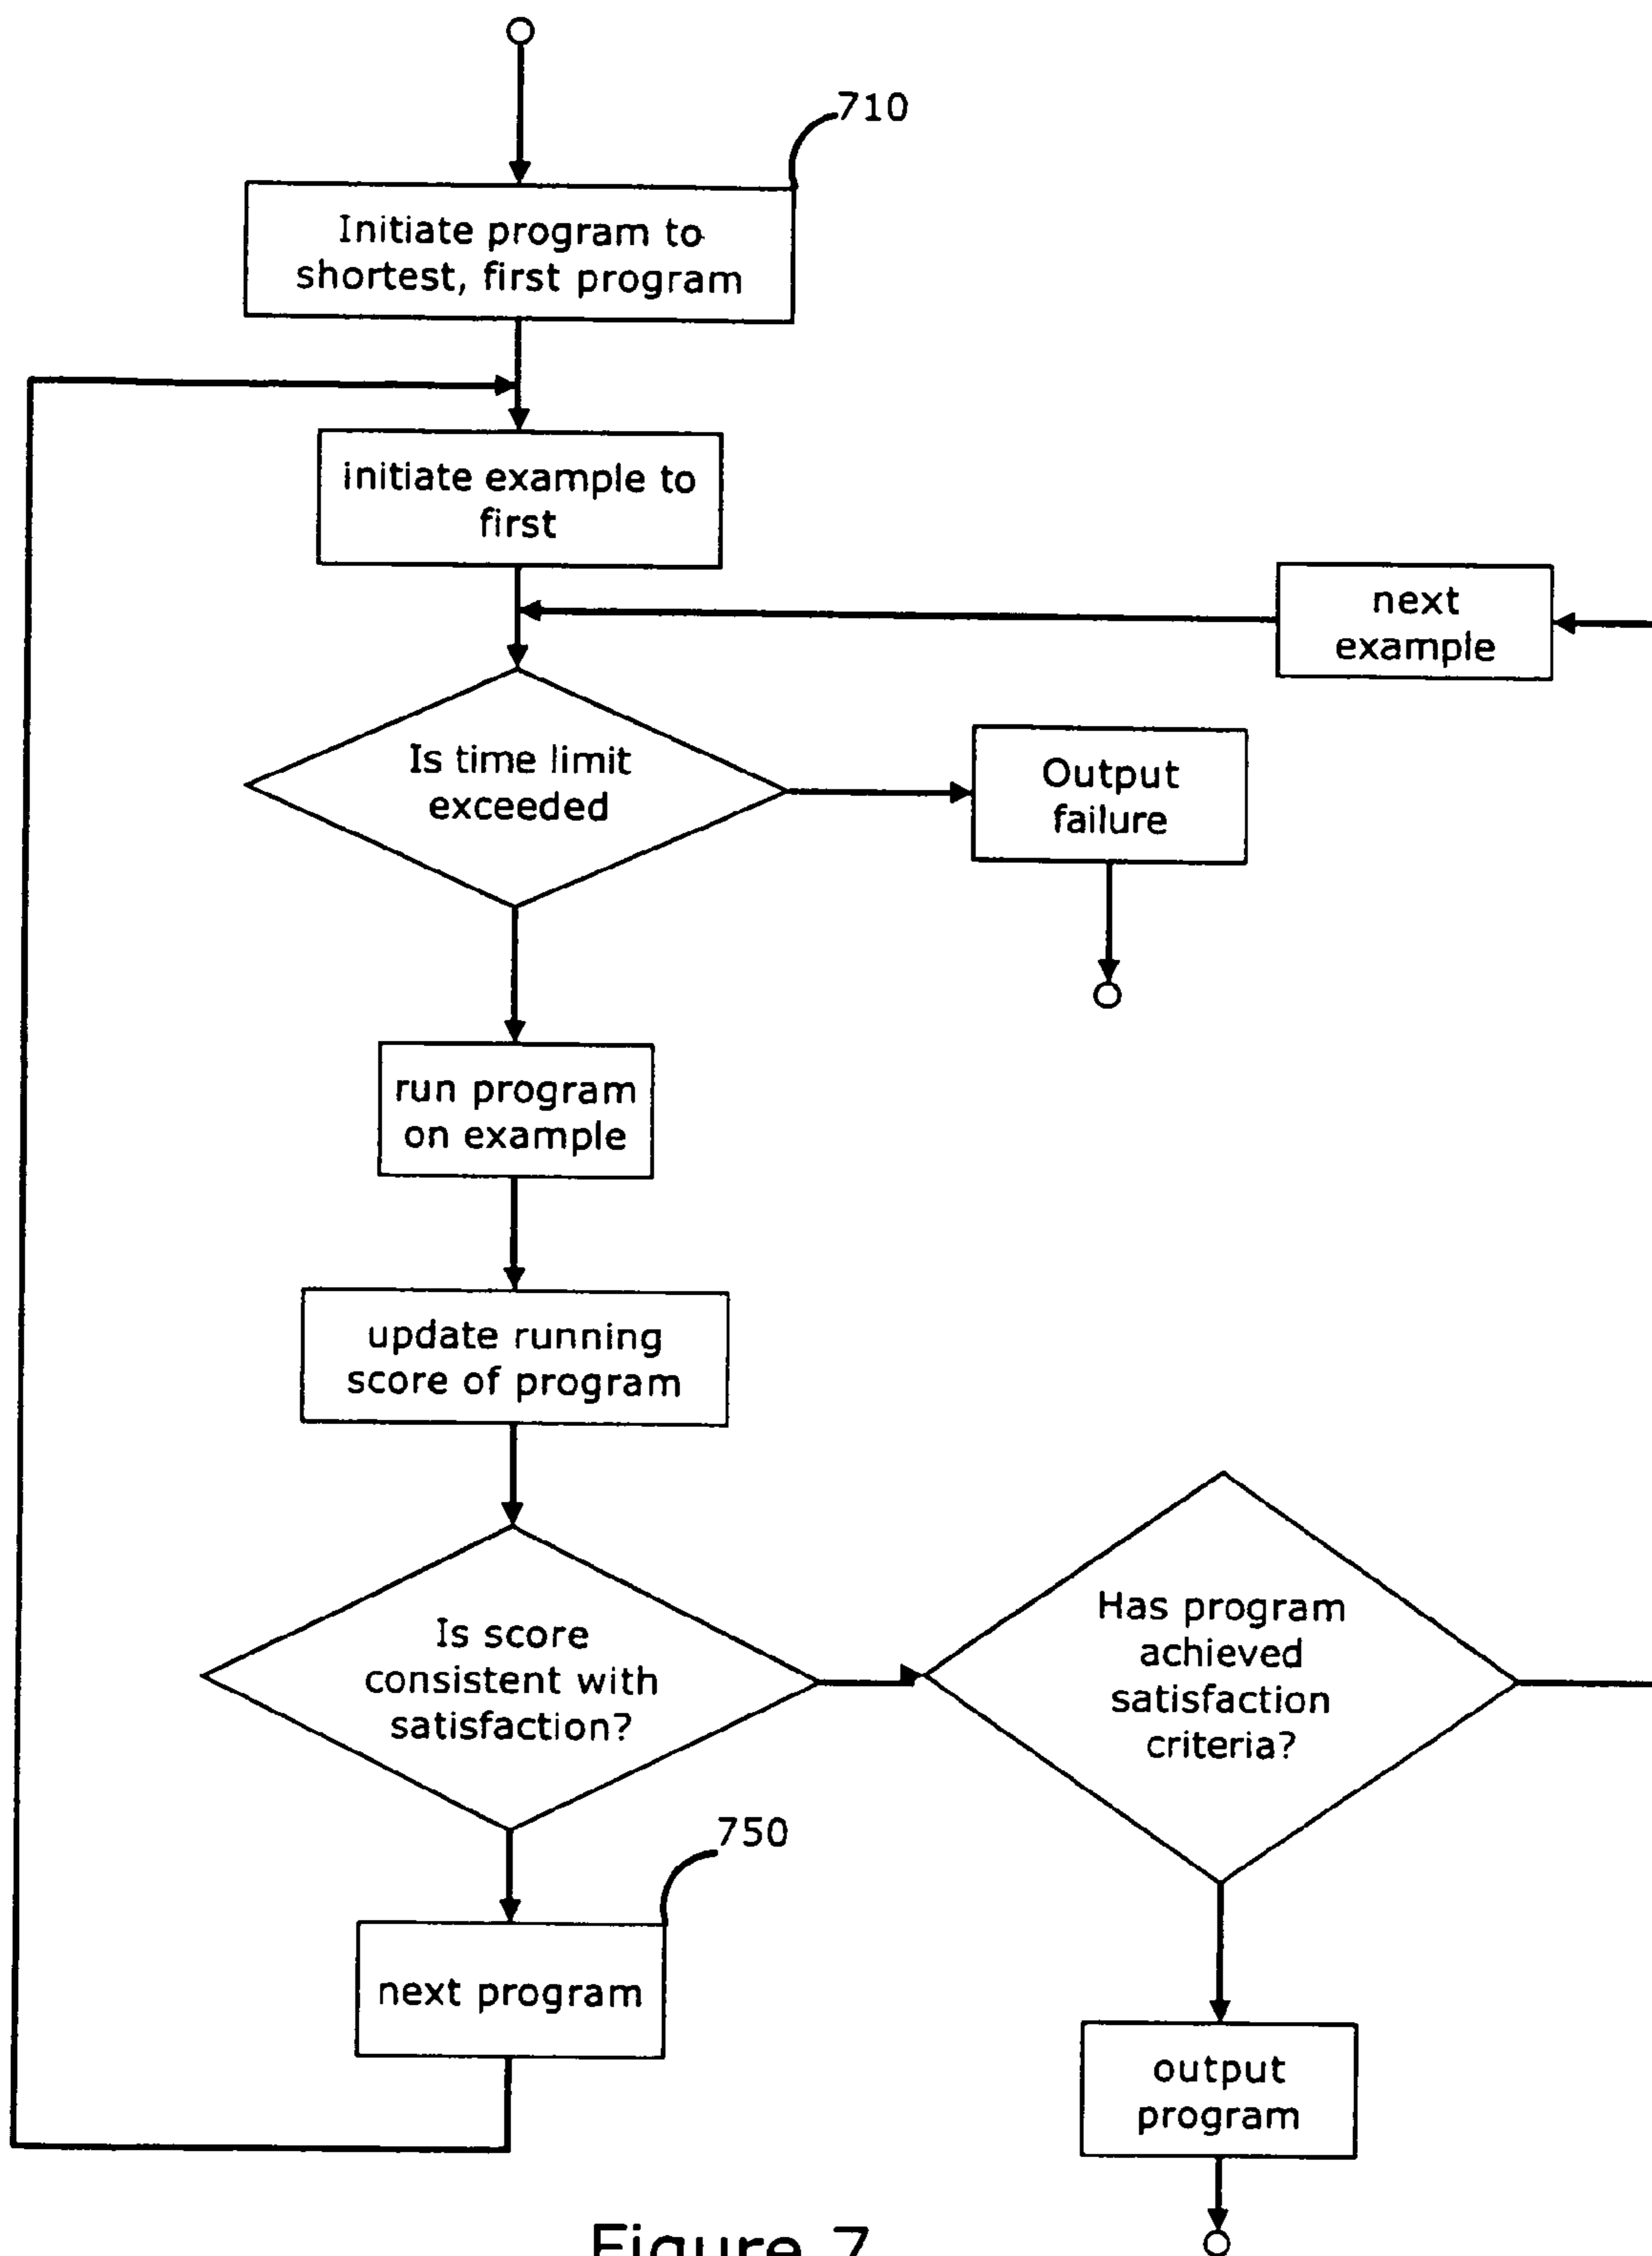 710
Initiate program to
shortest, first program
initiate example to
first
next
example
Is time limit
exceeded
Output
failure
run program
on example
update running
score of program
Is score
consistent with
satisfaction?
Has program
achieved
satisfaction
criteria?
750
next program
output
program
Figure 7